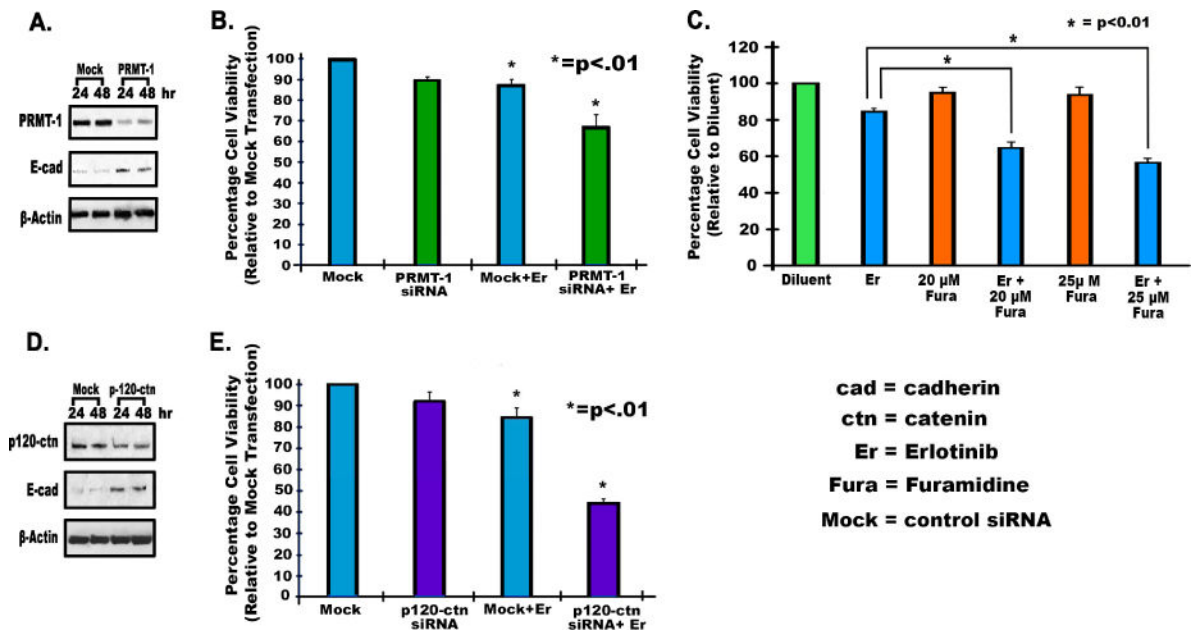 A.
Mock PRMT-1
24 48 24 48 hr
PRMT-1
E-cad
β-Actin
B.
Percentage Cell Viability
(Relative to Mock Transfection)
100
90
80
70
60
50
90
30
20
10
0
*
*
*=p<.01
Mock
PRMT-1
siRNA
Mock+Er
PRMT-1
siRNA+ Er
C.
* = p<0.01
Percentage Cell Viability
(Relative to Diluent)
120
100
80
60
40
20
0
*
*
Diluent
Er
20 µM
Fura
Er +
20 µM
Fura
25µ M
Fura
Er +
25 µM
Fura
D.
Mock p-120-ctn
24 48 24 48 hr
p120-ctn
E-cad
β-Actin
E.
Percentage Cell Viability
(Relative to Mock Transfection)
100
90
80
70
60
50
40
30
20
10
0
*
*
*=p<.01
Mock
p120-ctn
siRNA
Mock+Er
p120-ctn
siRNA+ Er
cad = cadherin
ctn = catenin
Er = Erlotinib
Fura = Furamidine
Mock = control siRNA